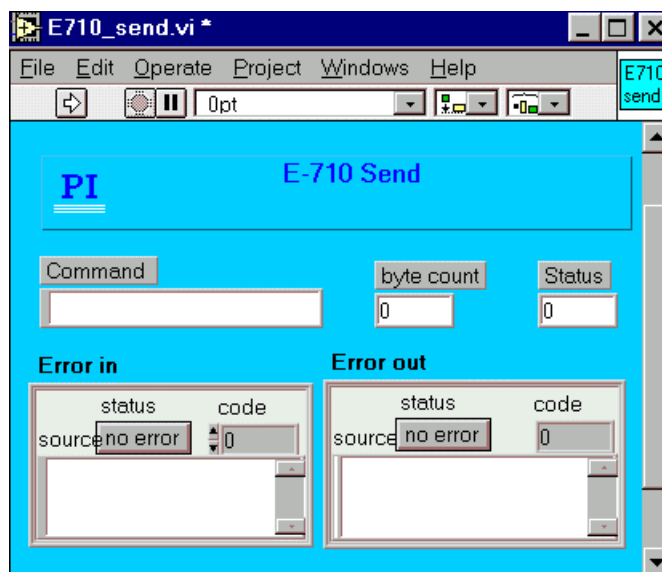 E710_send.vi *
File Edit Operate Project Windows Help
E710
send
0pt
PI
E-710 Send
Command
byte count
Status
0
0
Error in
Error out
status
code
source
no error
0
status
code
source
no error
0